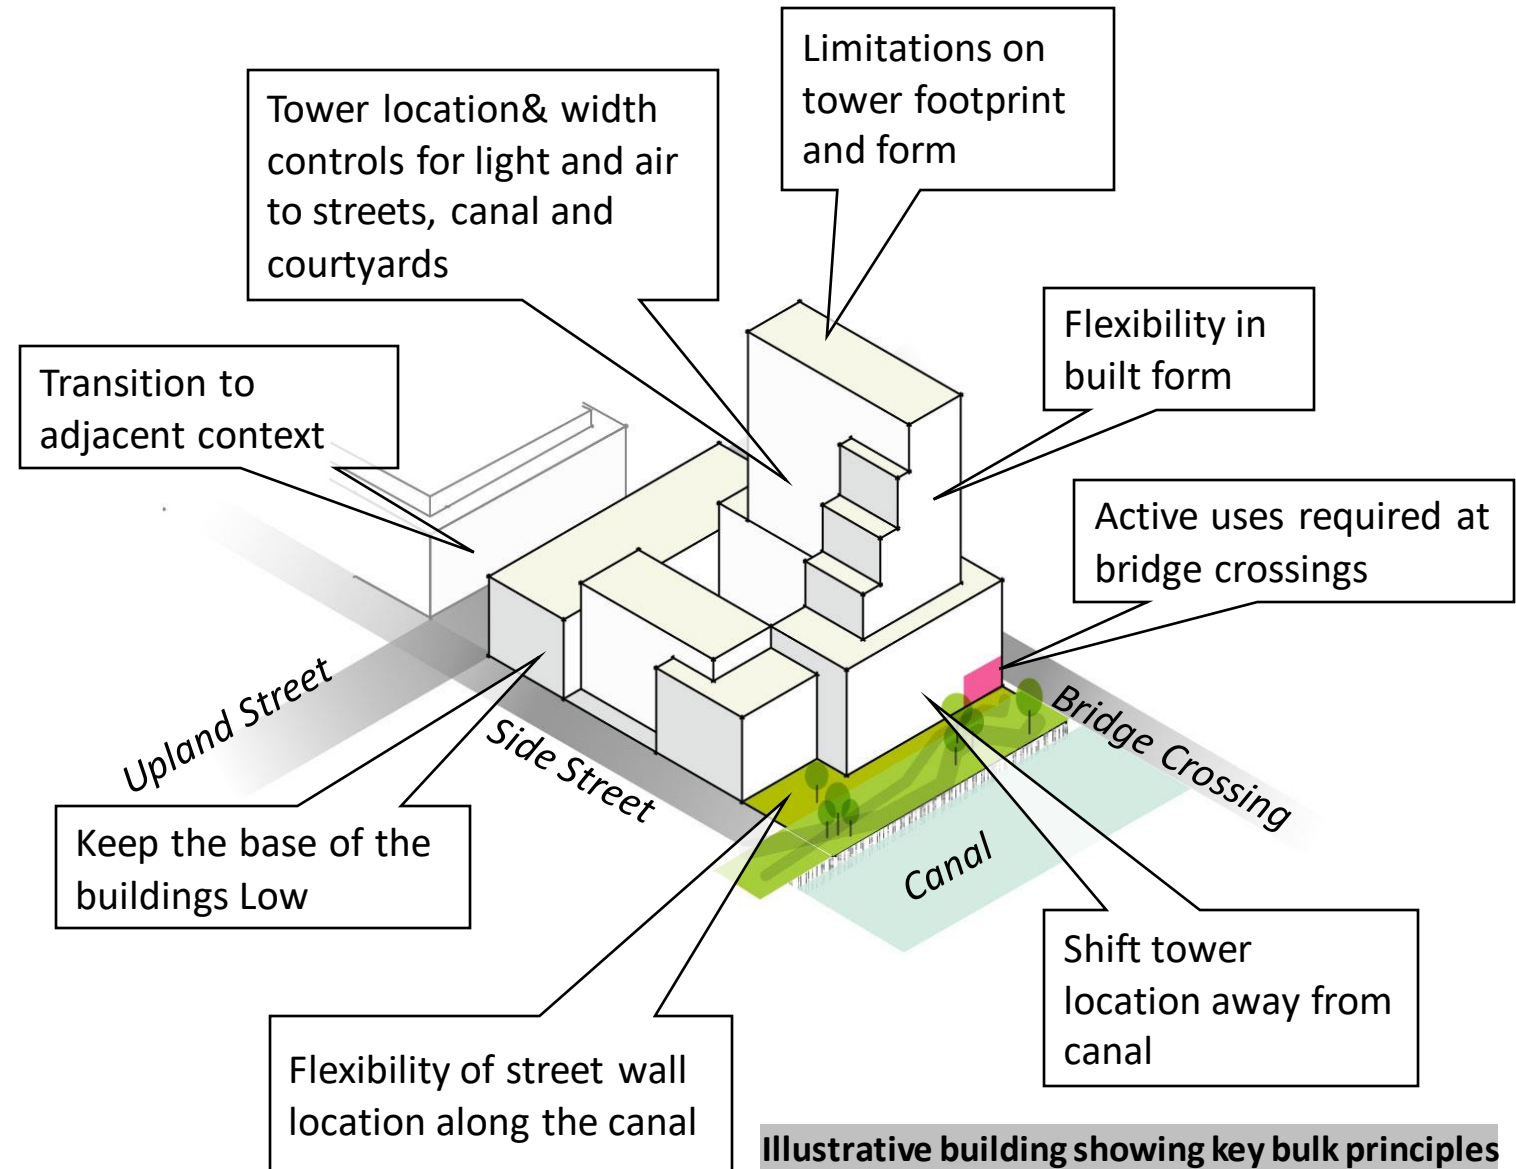 Limitations on
tower footprint
and form
Tower location& width
controls for light and air
to streets, canal and
courtyards
Flexibility in
built form
Transition to
adjacent context
Active uses required at
bridge crossings
Upland Street
Side Street
Bridge Crossing
Canal
Keep the base of the
buildings Low
Shift tower
location away from
canal
Flexibility of street wall
location along the canal
Illustrative building showing key bulk principles